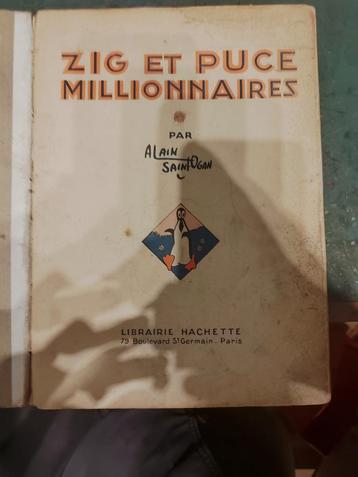 ZIG ET PUCE
MILLIONNAIRES
PAR
ALAIN
SAINT-OGAN
LIBRAIRIE HACHETTE
79 Boulevard St Germain. Paris